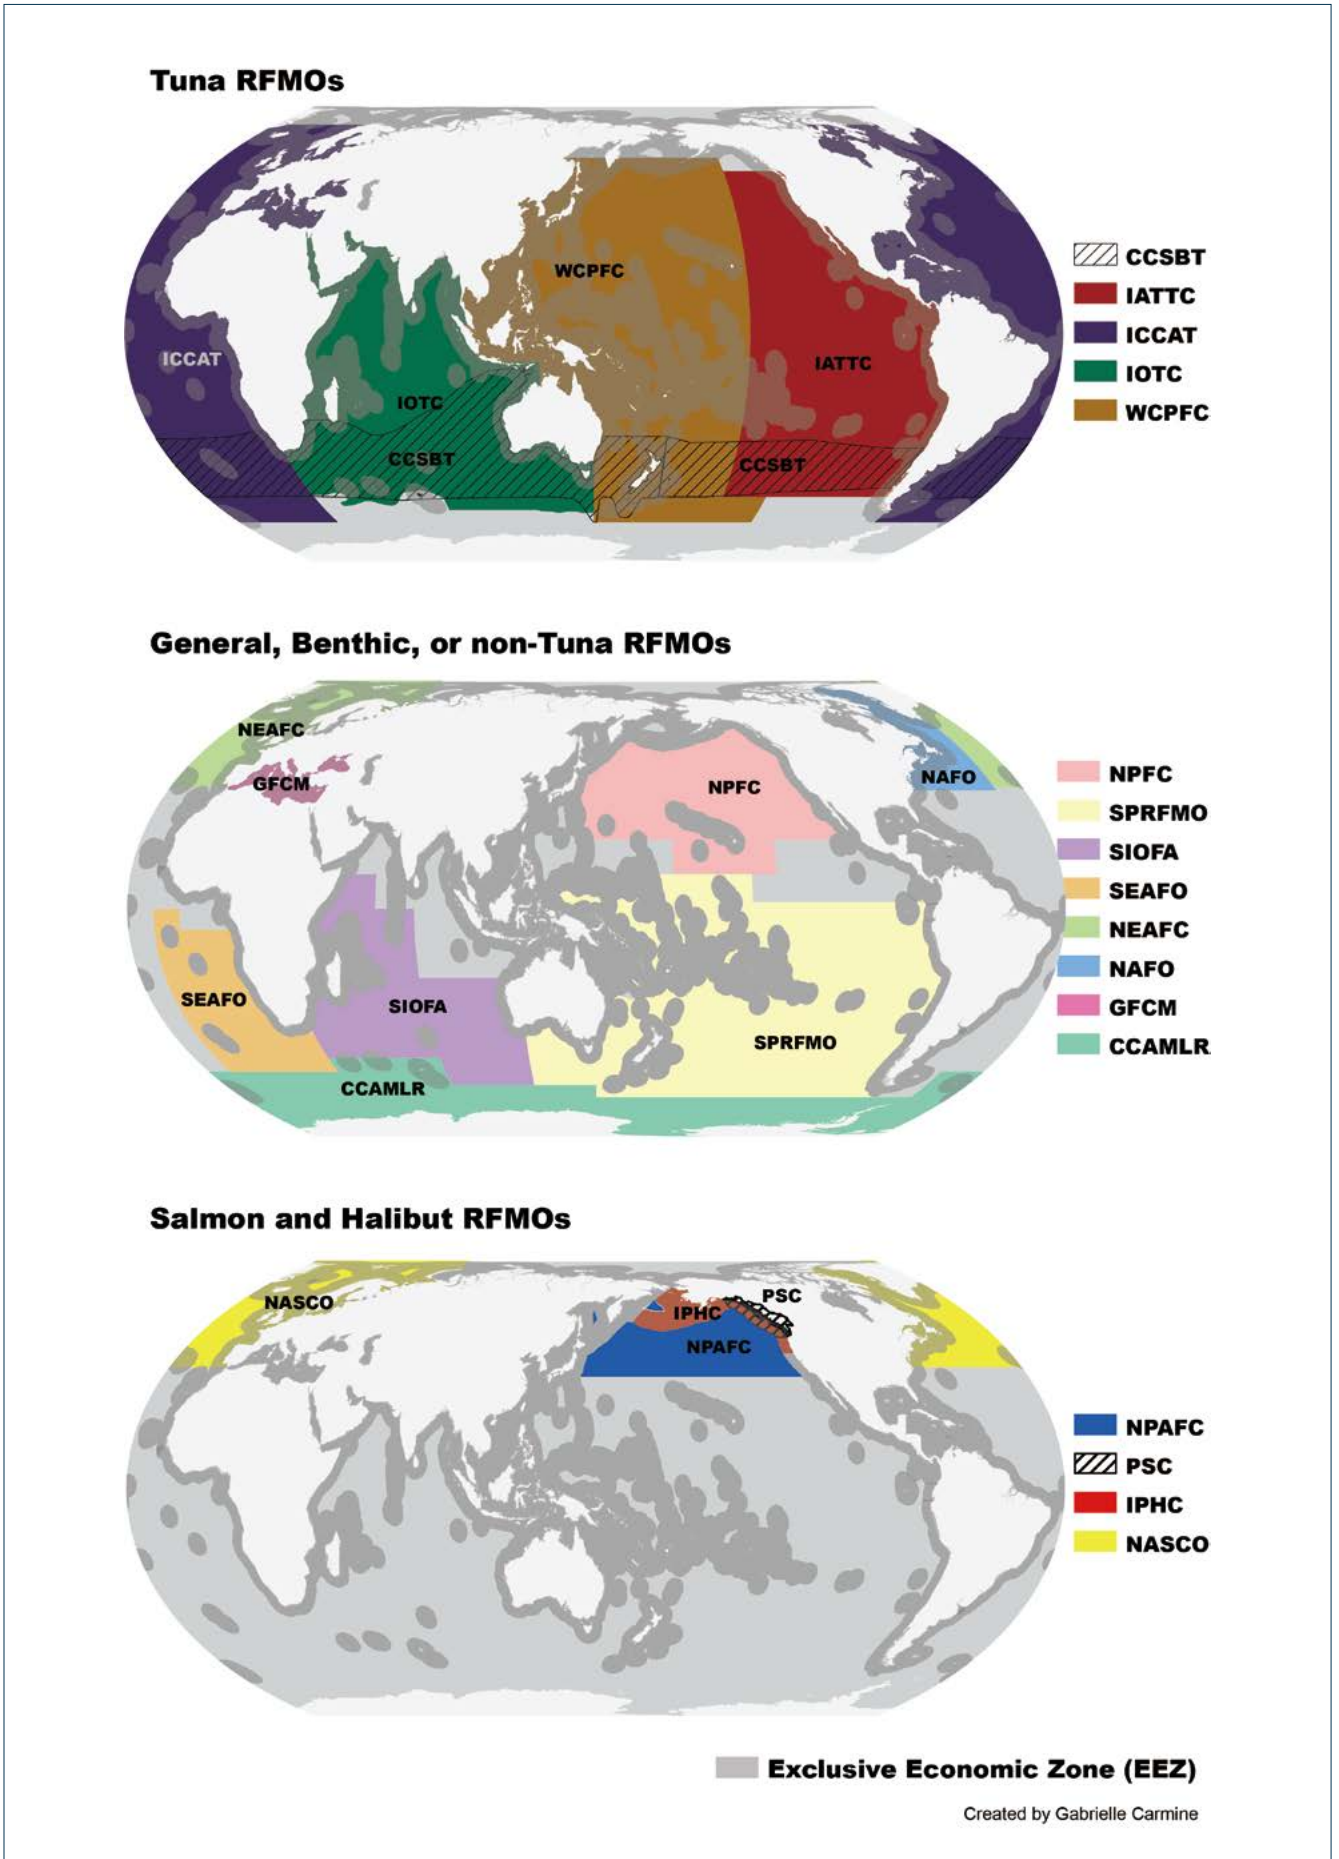 Tuna RFMOs
WCPFC
ICCAT
IATTC
IOTC
CCSBT
CCSBT
CCSBT
IATTC
ICCAT
IOTC
WCPFC
General, Benthic, or non-Tuna RFMOs
NEAFC
GFCM
NPFC
NAFO
SEAFO
SIOFA
SPRFMO
CCAMLR
NPFC
SPRFMO
SIOFA
SEAFO
NEAFC
NAFO
GFCM
CCAMLR
Salmon and Halibut RFMOs
NASCO
PSC
IPHC
NPAFC
NPAFC
PSC
IPHC
NASCO
Exclusive Economic Zone (EEZ)
Created by Gabrielle Carmine